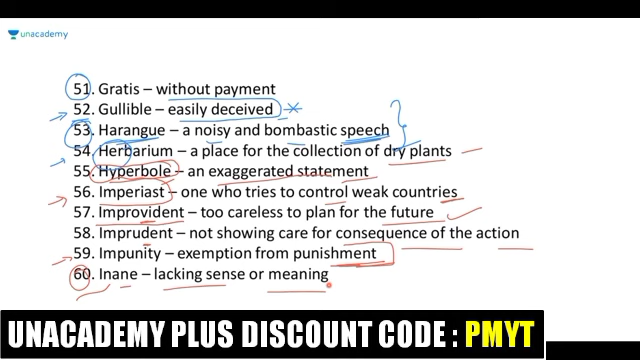 unacademy
51. Gratis – without payment
52. Gullible – easily deceived
53. Harangue – a noisy and bombastic speech
54. Herbarium – a place for the collection of dry plants
55. Hyperbole – an exaggerated statement
56. Imperiast – one who tries to control weak countries
57. Improvident – too careless to plan for the future
58. Imprudent – not showing care for consequence of the action
59. Impunity – exemption from punishment
60. Inane – lacking sense or meaning
UNACADEMY PLUS DISCOUNT CODE : PMYT